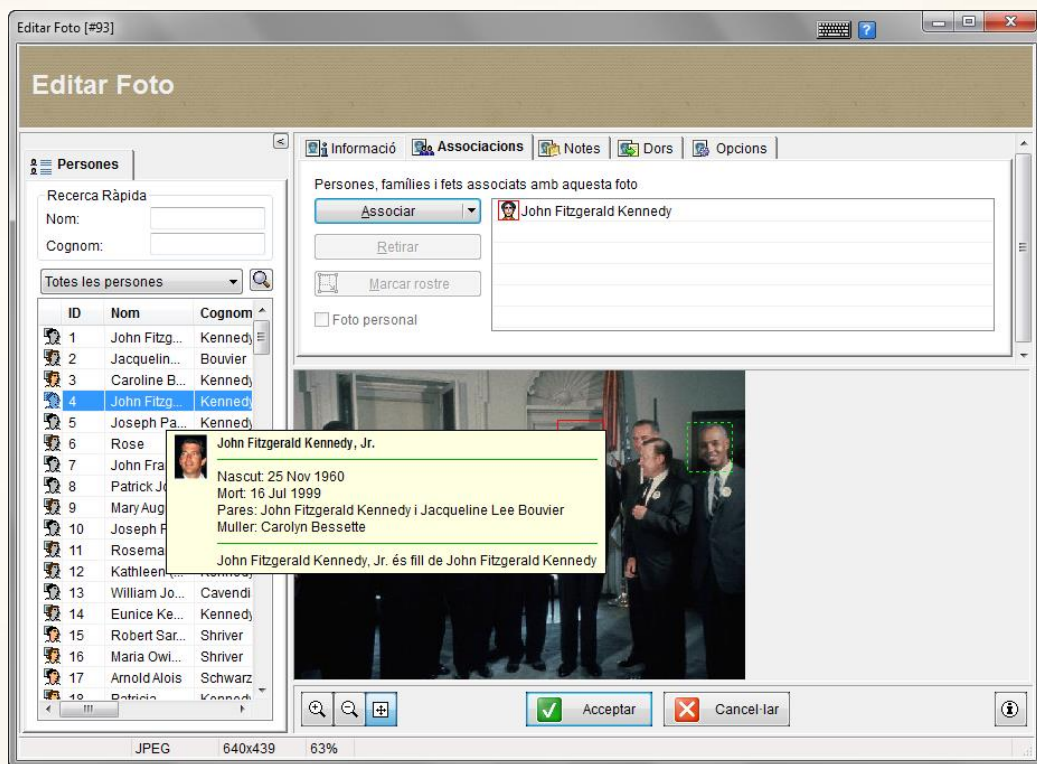 Editar Foto [#93]
Editar Foto
Persones
Recerca Ràpida
Nom:
Cognom:
Totes les persones
ID Nom Cognom
1 John Fitzg... Kennedy
2 Jacquelin... Bouvier
3 Caroline B... Kennedy
4 John Fitzg... Kennedy
5 Joseph Pa... Kennedy
6 Rose
7 John Fra
8 Patrick Jo
9 Mary Aug
10 Joseph P
11 Rosema
12 Kathleen (...
13 William Jo... Cavendi
14 Eunice Ke... Kennedy
15 Robert Sar... Shriver
16 Maria Owi... Shriver
17 Arnold Alois Schwarz
18 Patricia Kennedy
Informació Associacions Notes Dors Opcions
Persones, famílies i fets associats amb aquesta foto
Associar
Retirar
Marcar rostre
Foto personal
John Fitzgerald Kennedy
John Fitzgerald Kennedy, Jr.
Nascut: 25 Nov 1960
Mort: 16 Jul 1999
Pares: John Fitzgerald Kennedy i Jacqueline Lee Bouvier
Muller: Carolyn Bessette
John Fitzgerald Kennedy, Jr. és fill de John Fitzgerald Kennedy
Acceptar Cancel·lar
JPEG 640x439 63%